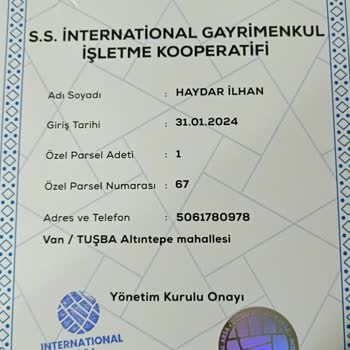 S.S. İNTERNATİONAL GAYRİMENKUL
İŞLETME KOOPERATİFİ
Adı Soyadı : HAYDAR İLHAN
Giriş Tarihi : 31.01.2024
Özel Parsel Adeti : 1
Özel Parsel Numarası : 67
Adres ve Telefon : 5061780978
Van / TUŞBA Altıntepe mahallesi
Yönetim Kurulu Onayı
INTERNATIONAL